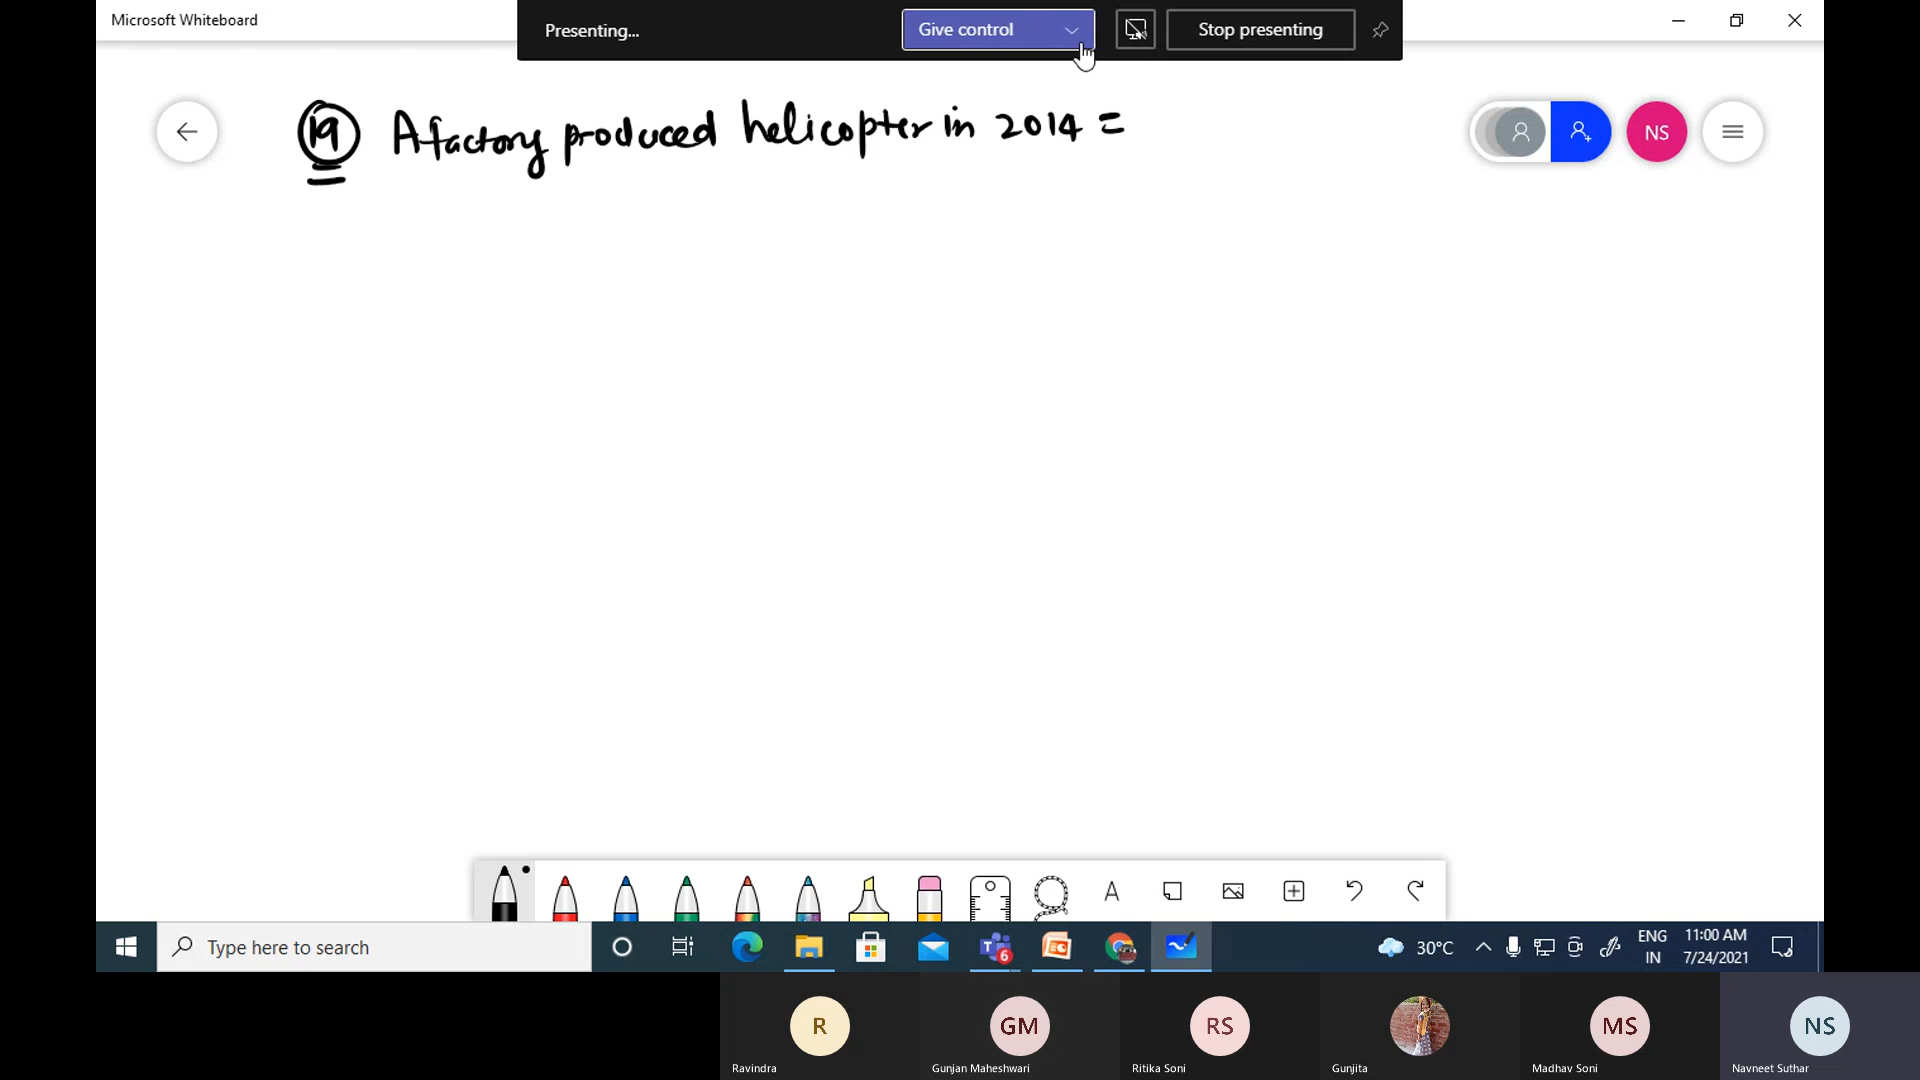 Microsoft Whiteboard
Presenting...
Give control
Stop presenting
19 A factory produced helicopter in 2014 =
NS
A
Type here to search
6
30°C
ENG
IN
11:00 AM
7/24/2021
R
GM
RS
MS
NS
Ravindra
Gunjan Maheshwari
Ritika Soni
Gunjita
Madhav Soni
Navneet Suthar